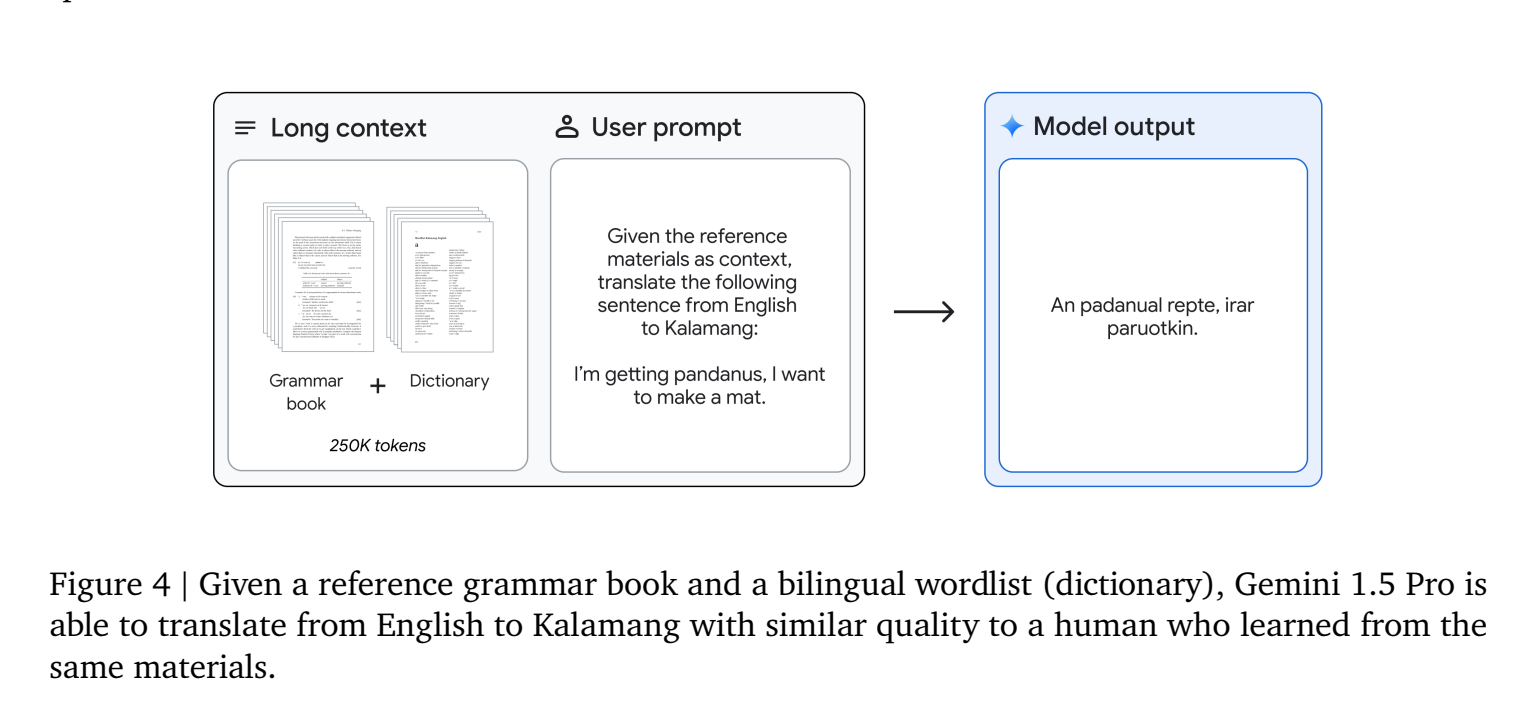 Long context
User prompt
Model output
Grammar
book
+
Dictionary
250K tokens
Given the reference
materials as context,
translate the following
sentence from English
to Kalamang:
I'm getting pandanus, I want
to make a mat.
An padanual repte, irar
paruotkin.
Figure 4 | Given a reference grammar book and a bilingual wordlist (dictionary), Gemini 1.5 Pro is
able to translate from English to Kalamang with similar quality to a human who learned from the
same materials.